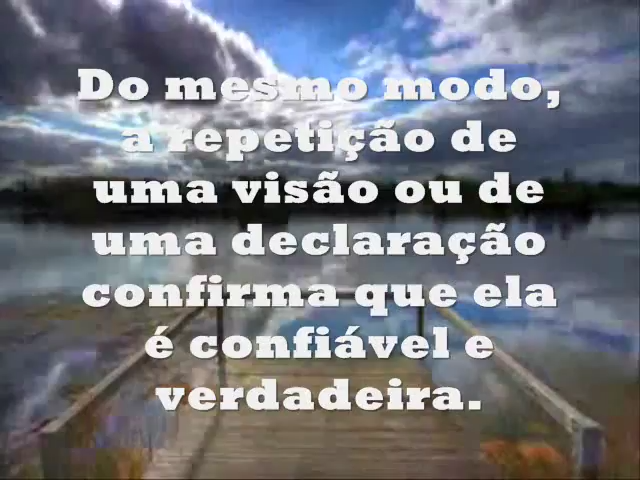 Do mesmo modo,
a repetição de
uma visão ou de
uma declaração
confirma que ela
é confiável e
verdadeira.